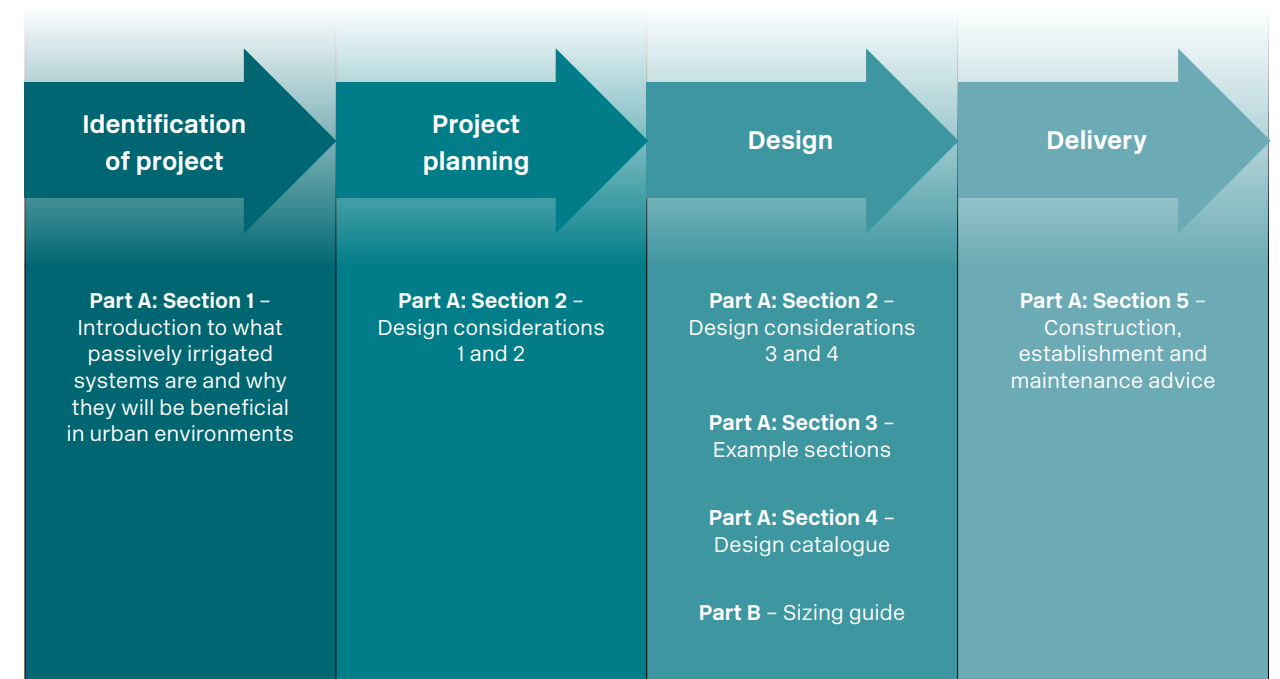 Identification
of project
Project
planning
Design
Delivery
Part A: Section 1 –
Introduction to what
passively irrigated
systems are and why
they will be beneficial
in urban environments
Part A: Section 2 –
Design considerations
1 and 2
Part A: Section 2 –
Design considerations
3 and 4
Part A: Section 3 –
Example sections
Part A: Section 4 –
Design catalogue
Part B – Sizing guide
Part A: Section 5 –
Construction,
establishment and
maintenance advice